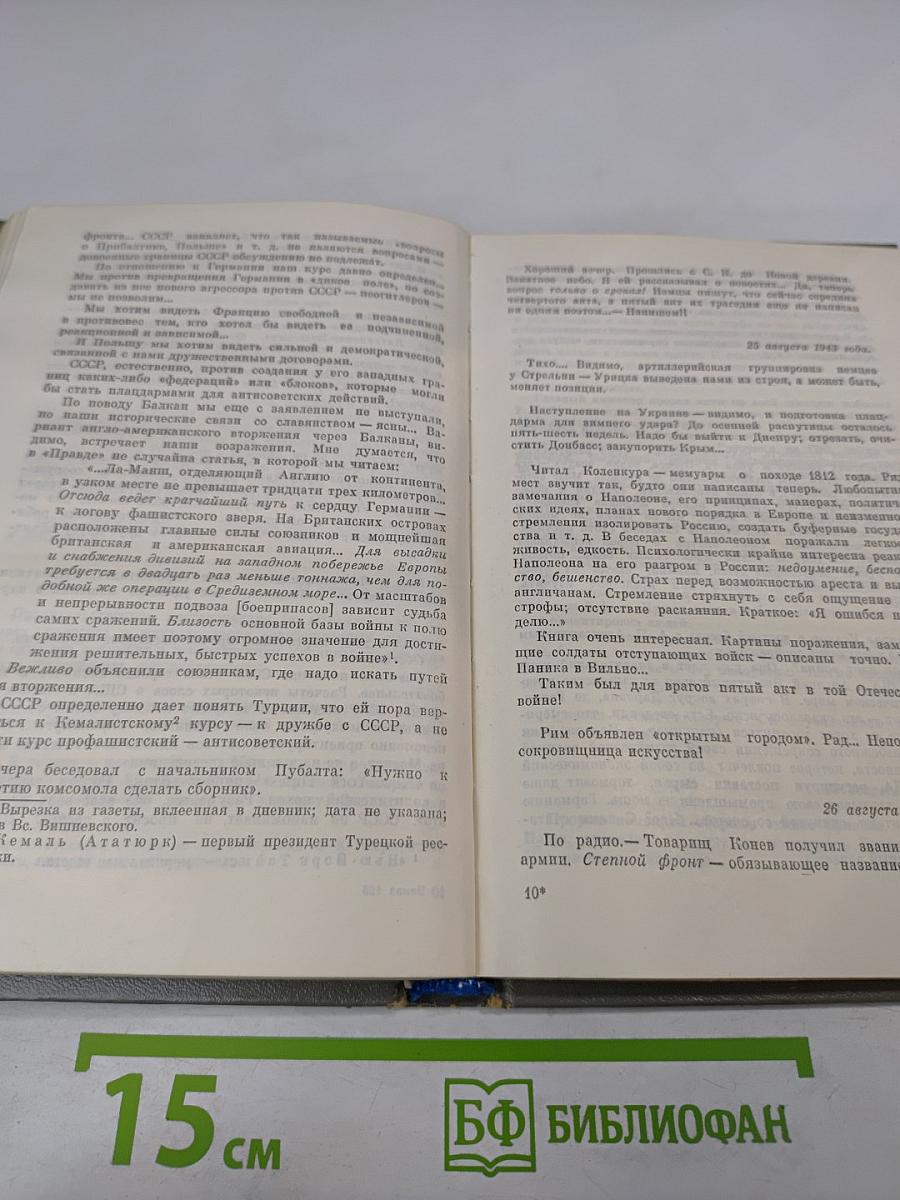 фронта... СССР заявляет, что так называемые «вопросы
о Прибалтике, Польше» и т. д. не являются вопросами —
довоенные границы СССР обсуждению не подлежат.
По отношению к Германии наш курс давно определен...
Мы против превращения Германии в «дикое поле», но соз-
давать из нее нового агрессора против СССР — неогитлеров —
мы не позволим...
Мы хотим видеть Францию свободной и независимой
в противовес тем, кто хотел бы видеть ее подчиненной,
реакционной и зависимой...
И Польшу мы хотим видеть сильной и демократической,
связанной с нами дружественными договорами.
СССР, естественно, против создания у его западных гра-
ниц каких-либо «федераций» или «блоков», которые могли
бы стать плацдармами для антисоветских действий.
По поводу Балкан мы еще с заявлением не выступали,
но наши исторические связи со славянством — ясны... Ва-
риант англо-американского вторжения через Балканы, ви-
димо, встречает наши возражения. Мне думается, что
в «Правде» не случайна статья, в которой мы читаем:
«...Ла-Манш, отделяющий Англию от континента,
в узком месте не превышает тридцати трех километров...
Отсюда ведет кратчайший путь к сердцу Германии —
к логову фашистского зверя. На Британских островах
расположены главные силы союзников и мощнейшая
британская и американская авиация... Для высадки
и снабжения дивизий на западном побережье Европы
требуется в двадцать раз меньше тоннажа, чем для по-
добной же операции в Средиземном море... От масштабов
и непрерывности подвоза [боеприпасов] зависит судьба
самих сражений. Близость основной базы войны к полю
сражения имеет поэтому огромное значение для дости-
жения решительных, быстрых успехов в войне»¹.
Вежливо объяснили союзникам, где надо искать путей
я вторжения...
СССР определенно дает понять Турции, что ей пора вер-
ться к Кемалистскому² курсу — к дружбе с СССР, а не
ти курс профашистский — антисоветский.
чера беседовал с начальником Пубалта: «Нужно к
етию комсомола сделать сборник».
Вырезка из газеты, вклеенная в дневник; дата не указана;
в Вс. Вишневского.
Кемаль (Ататюрк) — первый президент Турецкой рес-
ки.
Хороший вечер. Прошлись с С. К. до Новой деревни.
Закатное небо. Я ей рассказывал о новостях... Да, теперь
вопрос только о сроках! Немцы пишут, что сейчас середина
четвертого акта, а пятый акт их трагедии еще не написан
ни одним поэтом... — Напишем!!
25 августа 1943 года.
Тихо... Видимо, артиллерийская группировка немцев
у Стрельни — Урицка выведена нами из строя, а может быть,
меняет позиции.
Наступление на Украине — видимо, и подготовка плац-
дарма для зимнего удара? До осенней распутицы осталось
пять-шесть недель. Надо бы выйти к Днепру; отрезать, очи-
стить Донбасс; закупорить Крым...
Читал Коленкура — мемуары о походе 1812 года. Ряд
мест звучит так, будто они написаны теперь. Любопытны
замечания о Наполеоне, его принципах, манерах, политиче
ских идеях, планах нового порядка в Европе и неизменно
стремления изолировать Россию, создать буферные госуда
ства и т. д. В беседах с Наполеоном поражали легкос
живость, едкость. Психологически крайне интересна реак
Наполеона на его разгром в России: недоумение, беспо
ство, бешенство. Страх перед возможностью ареста и вы
англичанам. Стремление стряхнуть с себя ощущение
строфы; отсутствие раскаяния. Краткое: «Я ошибся н
делю...»
Книга очень интересная. Картины поражения, зам
щие солдаты отступающих войск — описаны точно.
Паника в Вильно...
Таким был для врагов пятый акт в той Отечес
войне!
Рим объявлен «открытым городом». Рад... Непо
сокровищница искусства!
26 августа
По радио.— Товарищ Конев получил звани
армии. Степной фронт — обязывающее название
10*
15 см
БФ БИБЛИОФАН